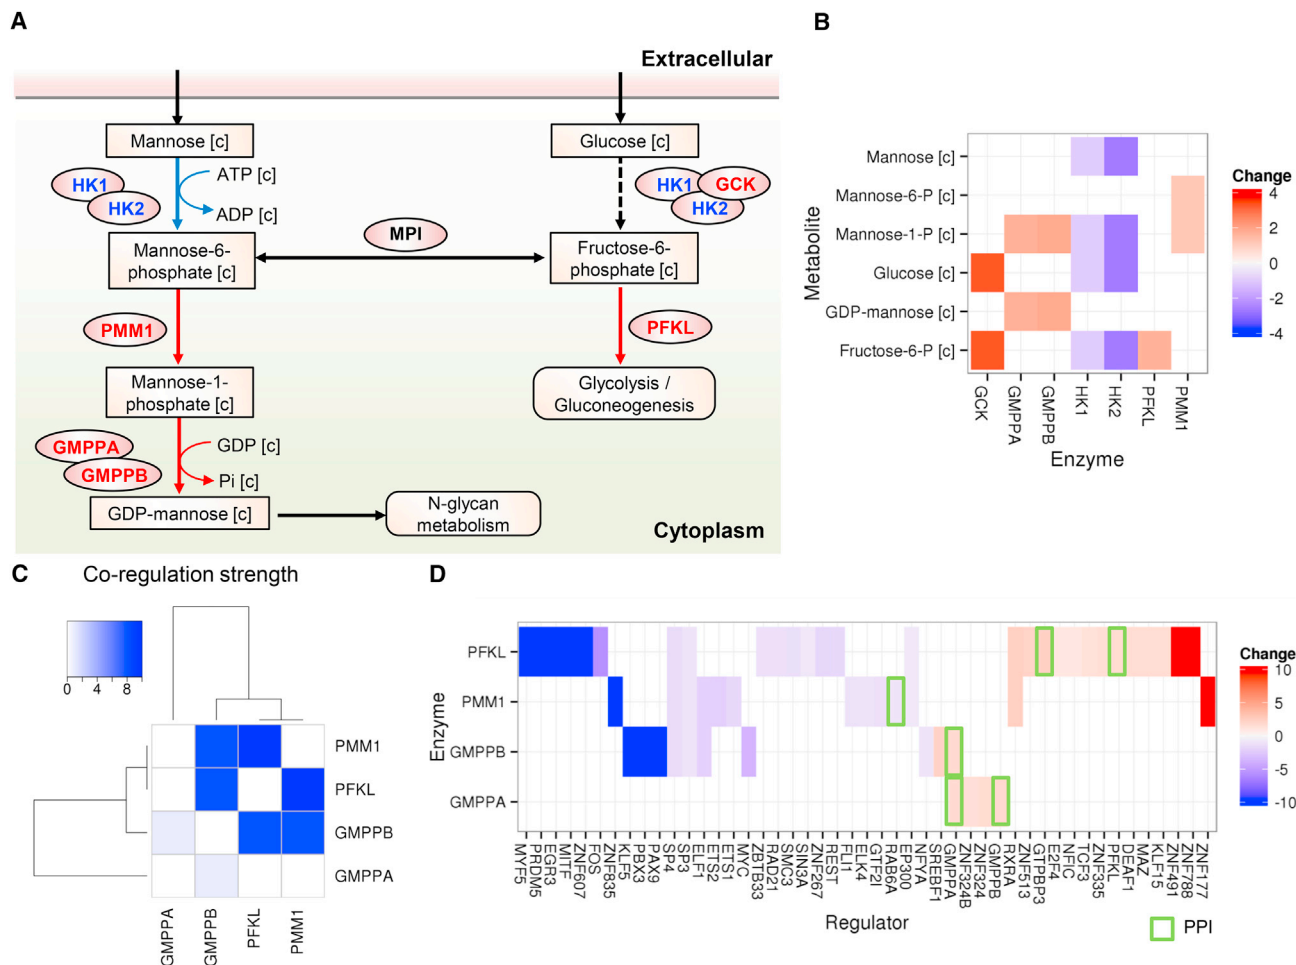 A
Extracellular
Mannose [c]
Glucose [c]
HK1
HK2
ATP [c]
ADP [c]
HK1
GCK
HK2
MPI
Mannose-6-
phosphate [c]
Fructose-6-
phosphate [c]
PMM1
PFKL
Mannose-1-
phosphate [c]
Glycolysis /
Gluconeogenesis
GMPPA
GMPPB
GDP [c]
Pi [c]
GDP-mannose [c]
N-glycan
metabolism
Cytoplasm
B
Metabolite
Mannose [c]
Mannose-6-P [c]
Mannose-1-P [c]
Glucose [c]
GDP-mannose [c]
Fructose-6-P [c]
GCK
GMPPA
GMPPB
HK1
HK2
PFKL
PMM1
Enzyme
Change
4
2
0
-2
-4
C
Co-regulation strength
0 4 8
PMM1
PFKL
GMPPB
GMPPA
GMPPA
GMPPB
PFKL
PMM1
D
Enzyme
PFKL
PMM1
GMPPB
GMPPA
MYF5
PRDM5
EGR3
MITF
ZNF607
FOS
ZNF835
KLF5
PBX3
PAX9
SP4
SP3
ELF1
ETS2
ETS1
MYC
ZBTB33
RAD21
SMC3
SIN3A
ZNF267
REST
FLI1
ELK4
GTF2I
RAB6A
EP300
NFYA
SREBF1
GMPPA
ZNF324B
ZNF324
GMPPB
RXRA
ZNF513
GTPBP3
E2F4
NFIC
TCF3
ZNF335
PFKL
DEAF1
MAZ
KLF15
ZNF491
ZNF788
ZNF177
Regulator
Change
10
5
0
-5
-10
PPI